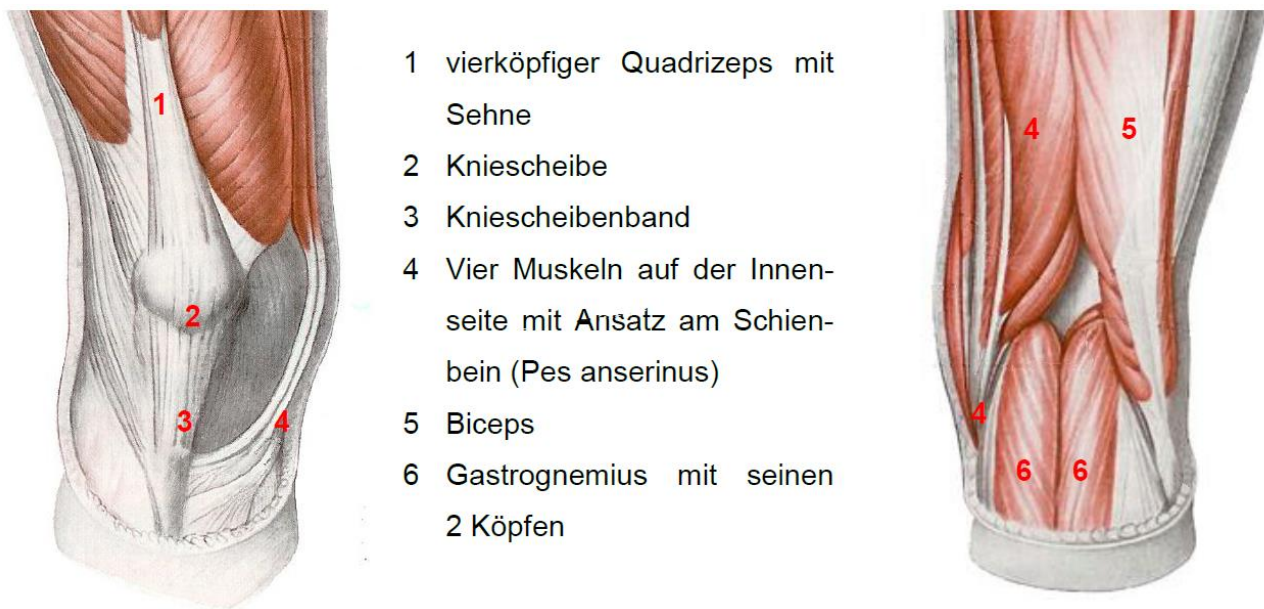 1 vierköpfiger Quadrizeps mit
Sehne
2 Kniescheibe
3 Kniescheibenband
4 Vier Muskeln auf der Innen-
seite mit Ansatz am Schien-
bein (Pes anserinus)
5 Biceps
6 Gastrognemius mit seinen
2 Köpfen
1
2
3
4
4
5
4
6 6